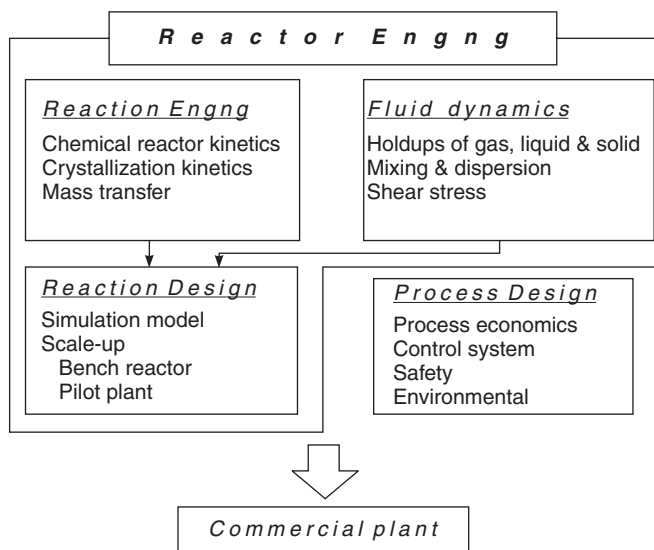 Reactor Engng
Reaction Engng
Chemical reactor kinetics
Crystallization kinetics
Mass transfer
Fluid dynamics
Holdups of gas, liquid & solid
Mixing & dispersion
Shear stress
Reaction Design
Simulation model
Scale-up
Bench reactor
Pilot plant
Process Design
Process economics
Control system
Safety
Environmental
Commercial plant